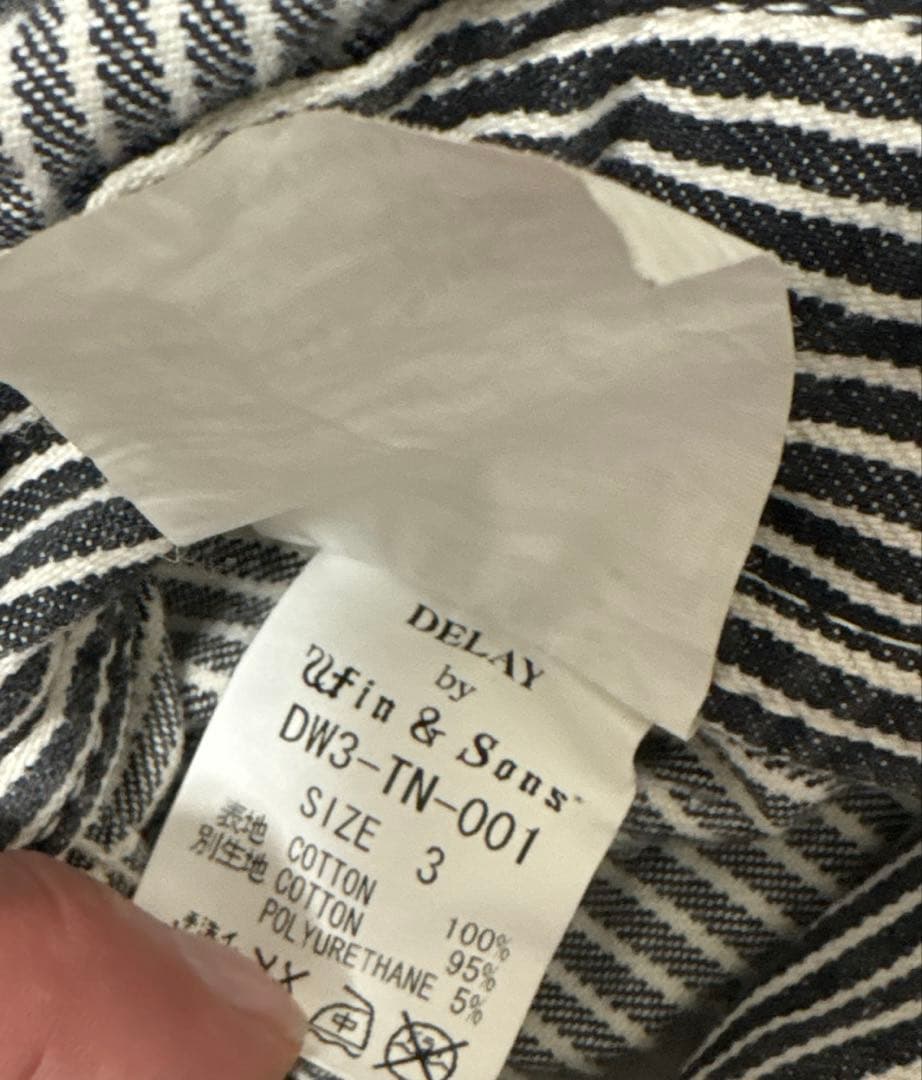 DELAY
by
Win & Sons
DW3-TN-001
SIZE 3
表地 COTTON 100%
別生地 COTTON 95%
POLYURETHANE 5%
中